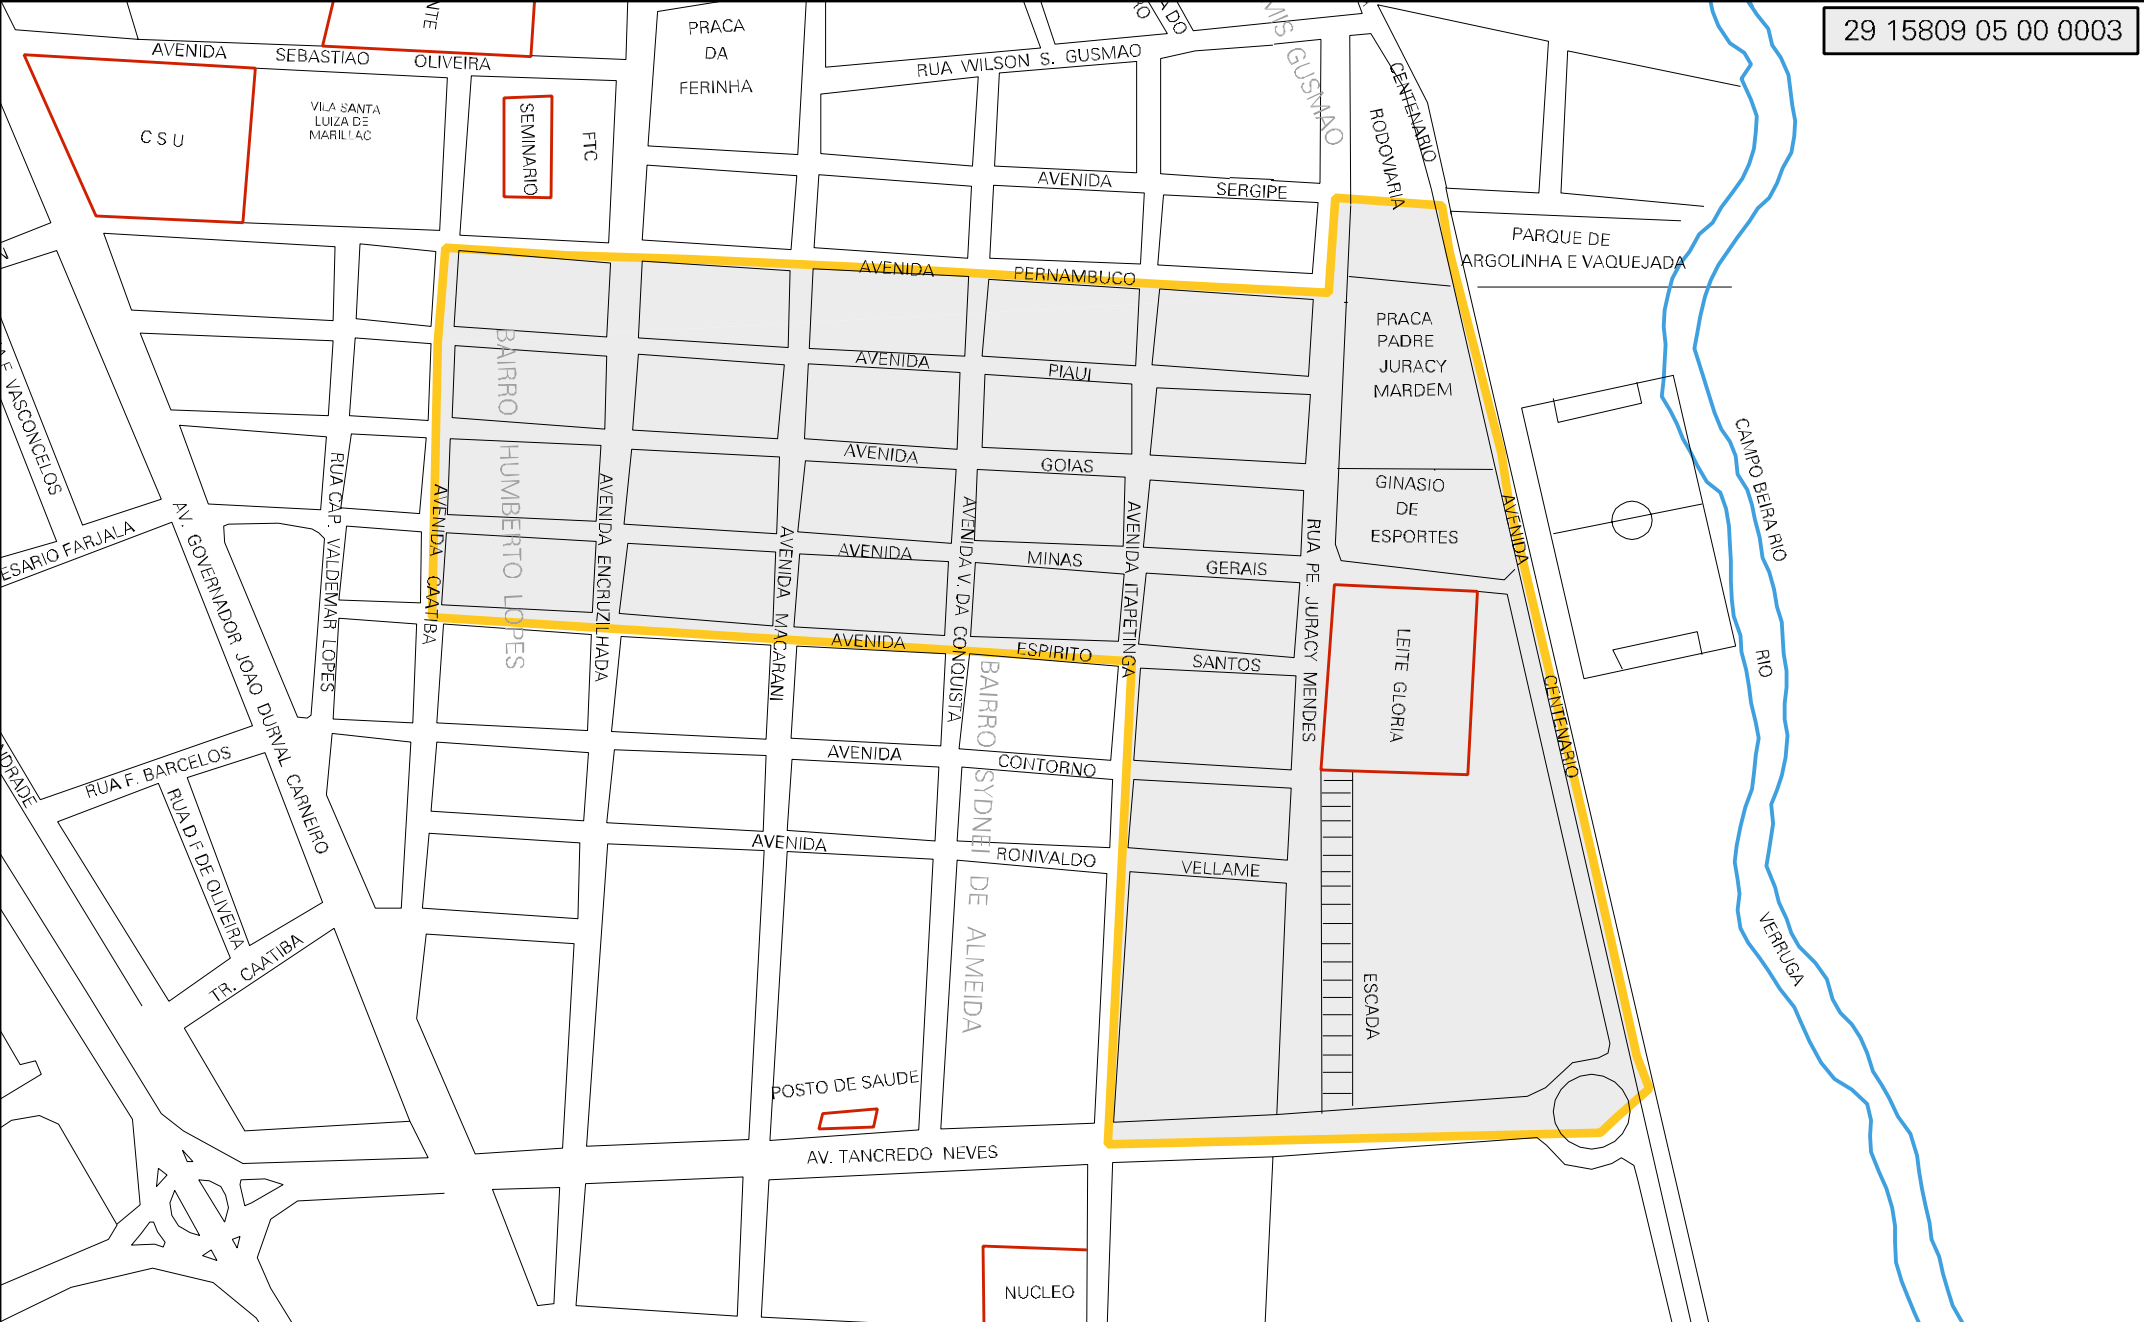 29 15809 05 00 0003
NTE
PRACA
DA
FERINHA
AVENIDA SEBASTIAO OLIVEIRA
RUA WILSON S. GUSMAO
MIS GUSMAO
CENTENARIO
RODOVIARIA
C S U
VILA SANTA
LUIZA DE
MARILLAC
SEMINARIO
FTC
AVENIDA SERGIPE
PARQUE DE
ARGOLINHA E VAQUEJADA
AVENIDA PERNAMBUCO
PRACA
PADRE
JURACY
MARDEM
AVENIDA PIAUI
BAIRRO HUMBERTO LOPES
AVENIDA GOIAS
GINASIO
DE
ESPORTES
AVENIDA MINAS GERAIS
AVENIDA ESPIRITO SANTOS
AVENIDA CONTORNO
AVENIDA RONIVALDO VELLAME
VASCONCELOS
ESARIO FARJALA
AV. GOVERNADOR JOAO DURVAL CARNEIRO
RUA CAP. VALDEMAR LOPES
AVENIDA CAATIBA
AVENIDA ENCRUZILHADA
AVENIDA MACARANI
AVENIDA V. DA CONQUISTA
AVENIDA ITAPETINGA
RUA PE. JURACY MENDES
LEITE GLORIA
AVENIDA CENTENARIO
CAMPO BEIRA RIO
RIO VERRUGA
BAIRRO SYDNEI DE ALMEIDA
NDRADE
RUA F. BARCELOS
RUA D F DE OLIVEIRA
TR. CAATIBA
ESCADA
POSTO DE SAUDE
AV. TANCREDO NEVES
NUCLEO